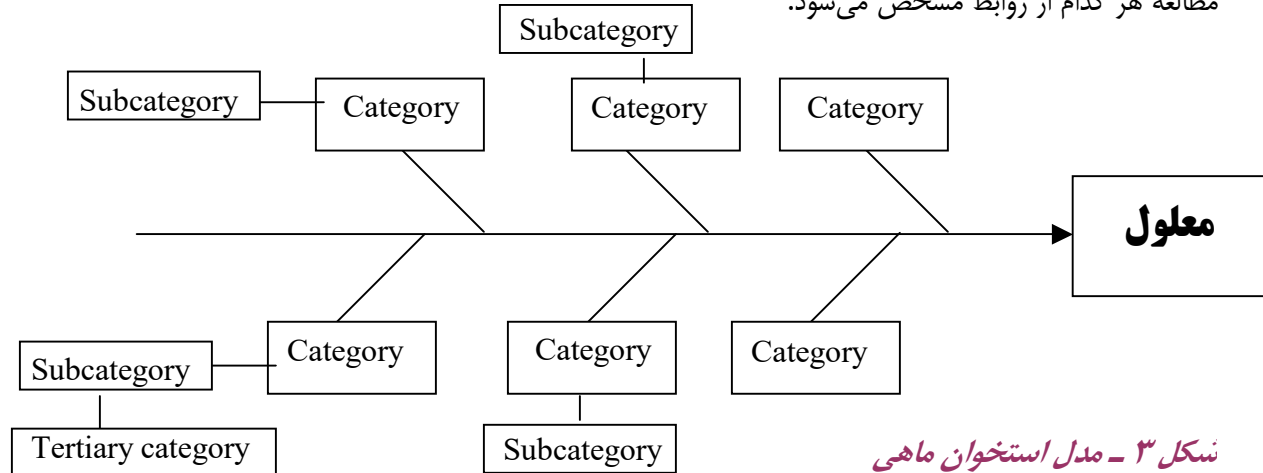 مطالعه هر کدام از روابط مشخص می‌شود.
Subcategory
Subcategory
Category
Category
Category
معلول
Category
Category
Category
Subcategory
Tertiary category
Subcategory
شکل ۳ ـ مدل استخوان ماهی